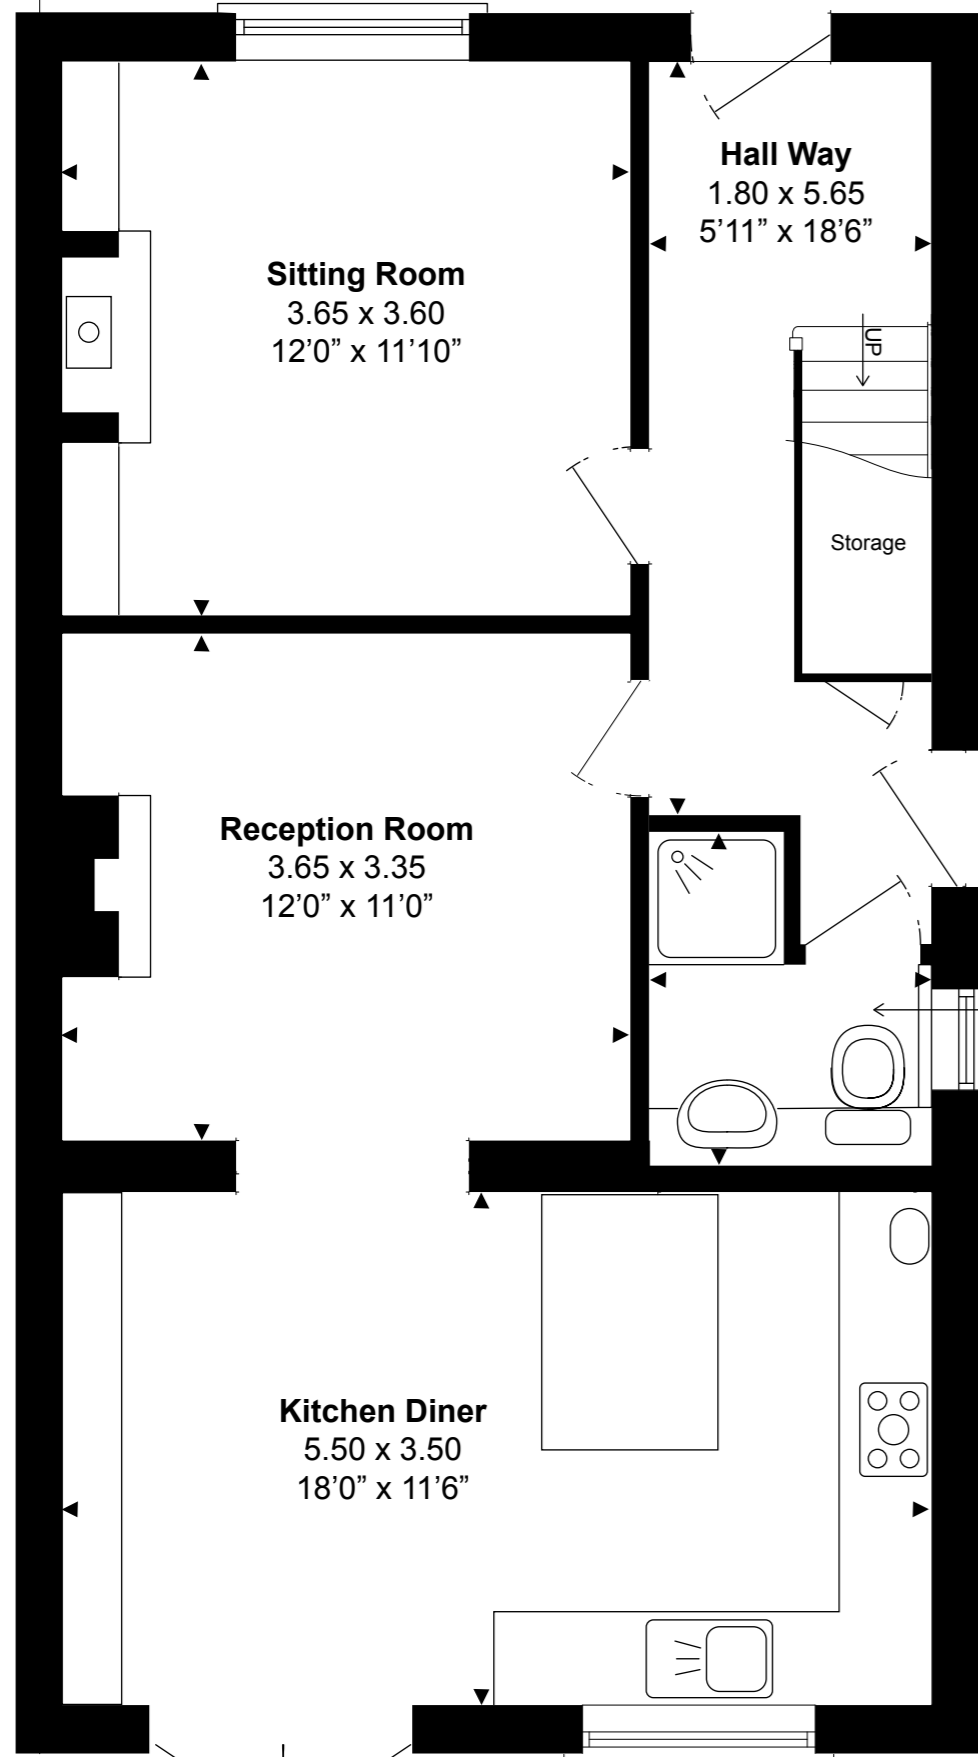 Hall Way
1.80 x 5.65
5’11” x 18’6”
Sitting Room
3.65 x 3.60
12’0” x 11’10”
UP
Storage
Reception Room
3.65 x 3.35
12’0” x 11’0”
Kitchen Diner
5.50 x 3.50
18’0” x 11’6”